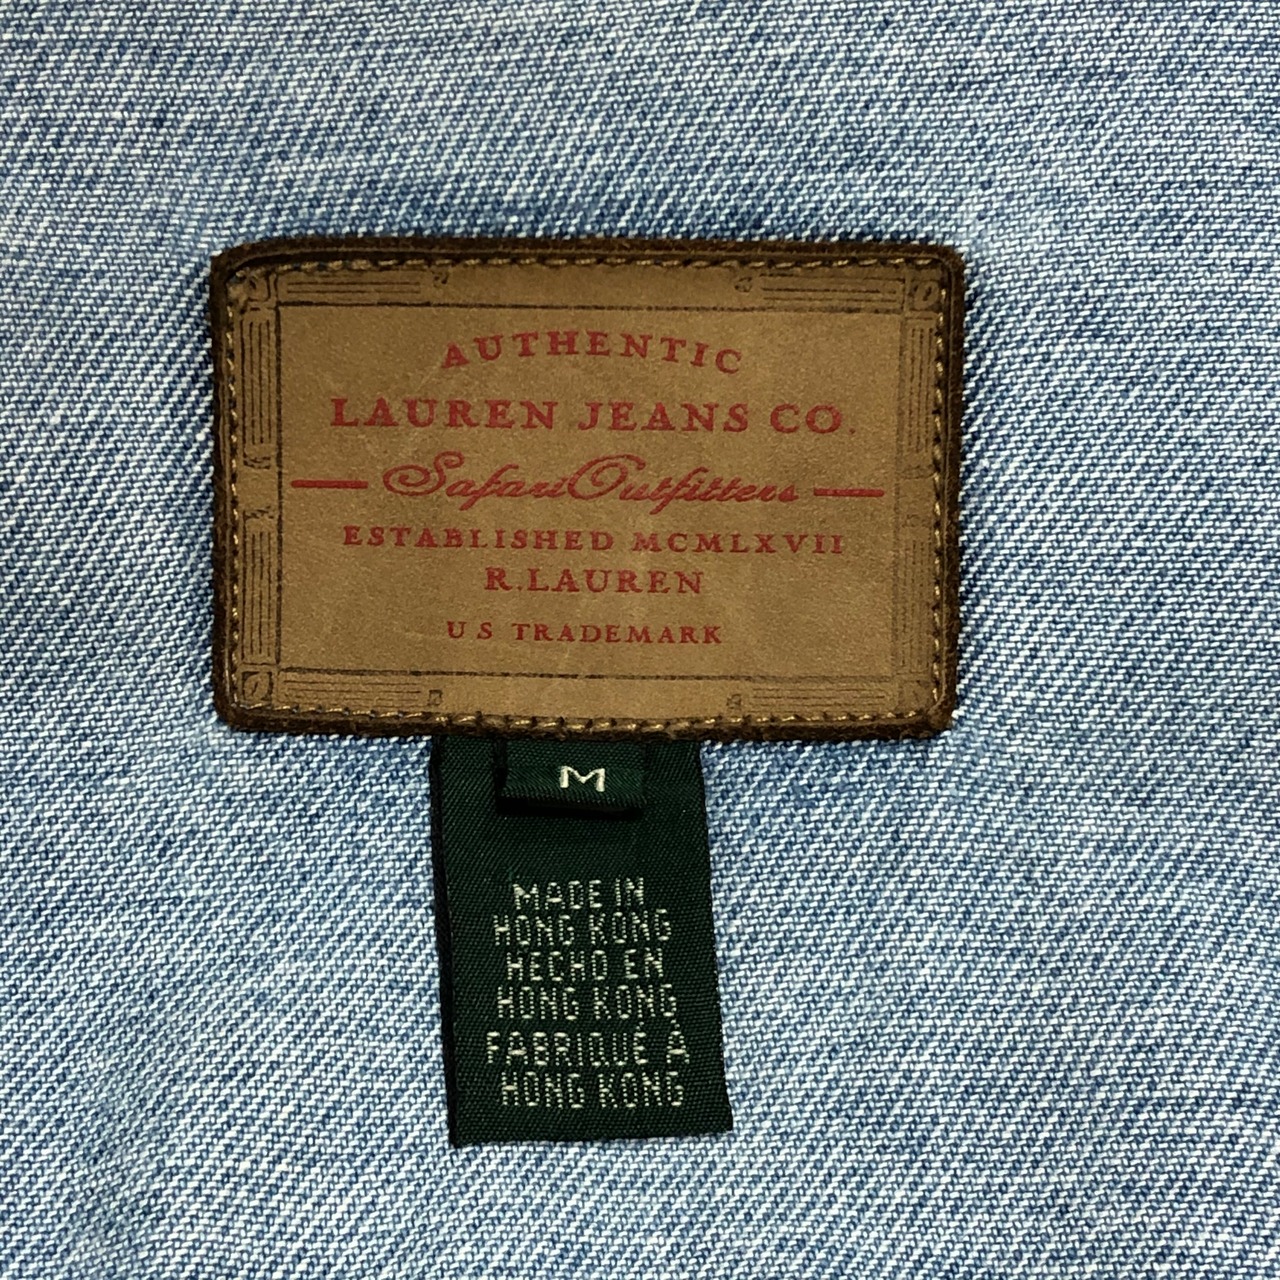 AUTHENTIC
LAUREN JEANS CO.
Safari Outfitters
ESTABLISHED MCMLXVII
R. LAUREN
U S TRADEMARK
M
MADE IN
HONG KONG
HECHO EN
HONG KONG
FABRIQUÉ À
HONG KONG